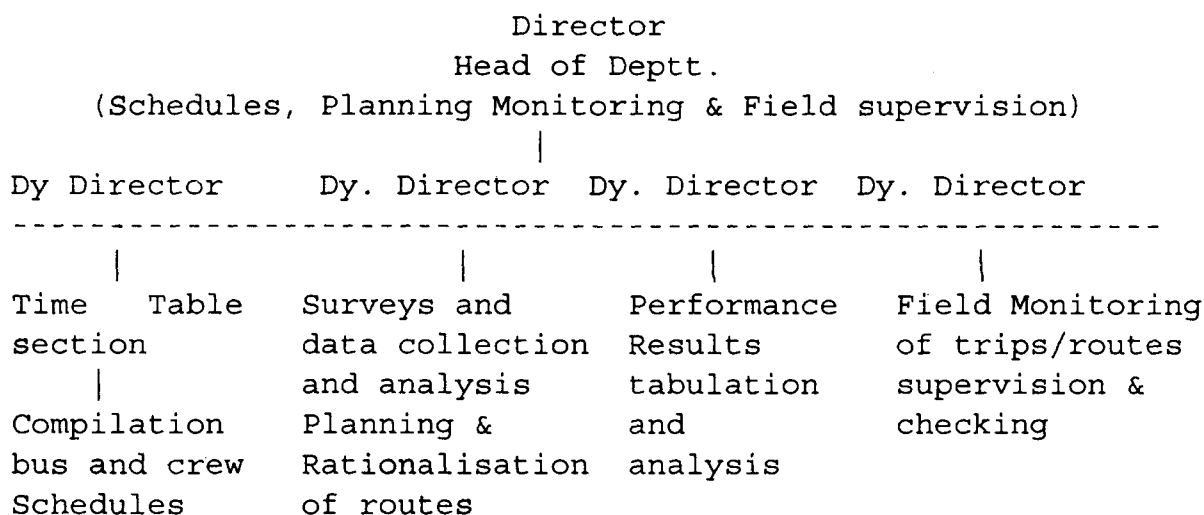 Director
Head of Deptt.
(Schedules, Planning Monitoring & Field supervision)
Dy Director Dy. Director Dy. Director Dy. Director
Time Table Surveys and Performance Field Monitoring
section data collection Results of trips/routes
and analysis tabulation supervision &
Compilation Planning & and checking
bus and crew Rationalisation analysis
Schedules of routes